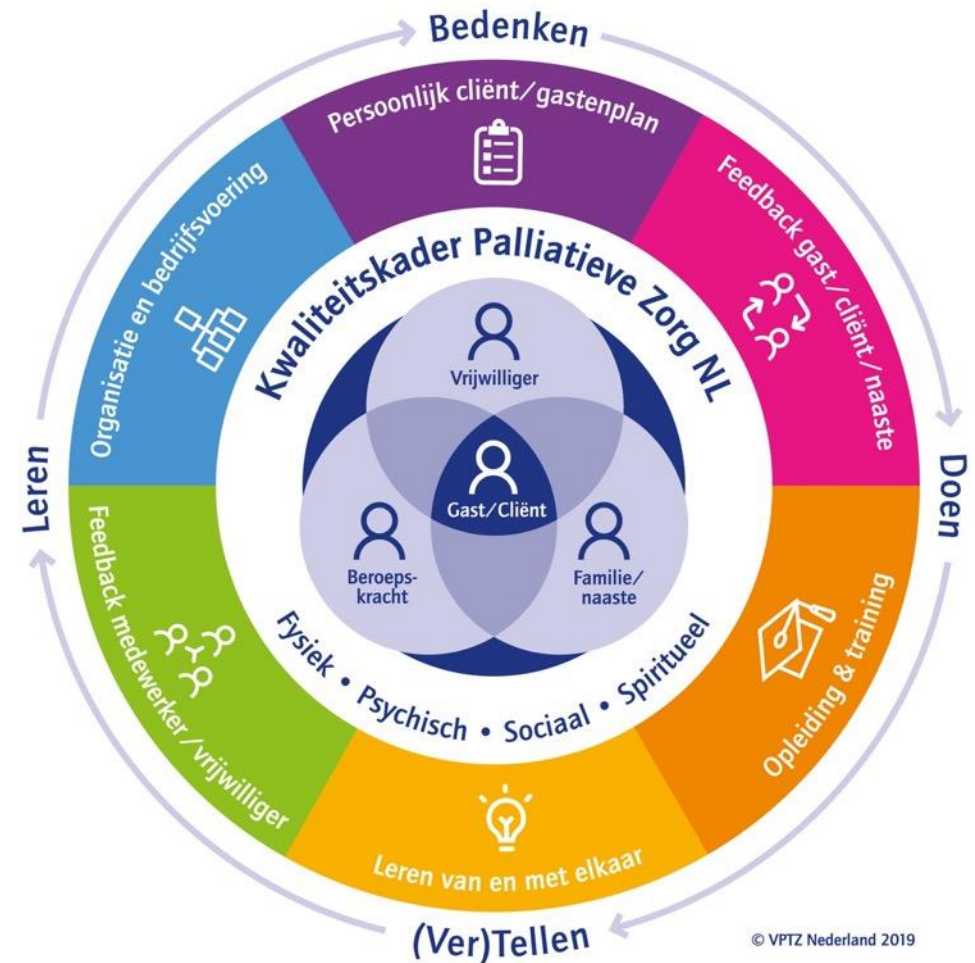 Bedenken
Persoonlijk cliënt/gastenplan
Feedback gast/cliënt/naaste
Doen
Opleiding & training
Leren van en met elkaar
(Ver)Tellen
Feedback medewerker/vrijwilliger
Leren
Organisatie en bedrijfsvoering
Kwaliteitskader Palliatieve Zorg NL
Vrijwilliger
Gast/Cliënt
Beroeps-
kracht
Familie/
naaste
Fysiek • Psychisch • Sociaal • Spiritueel
© VPTZ Nederland 2019